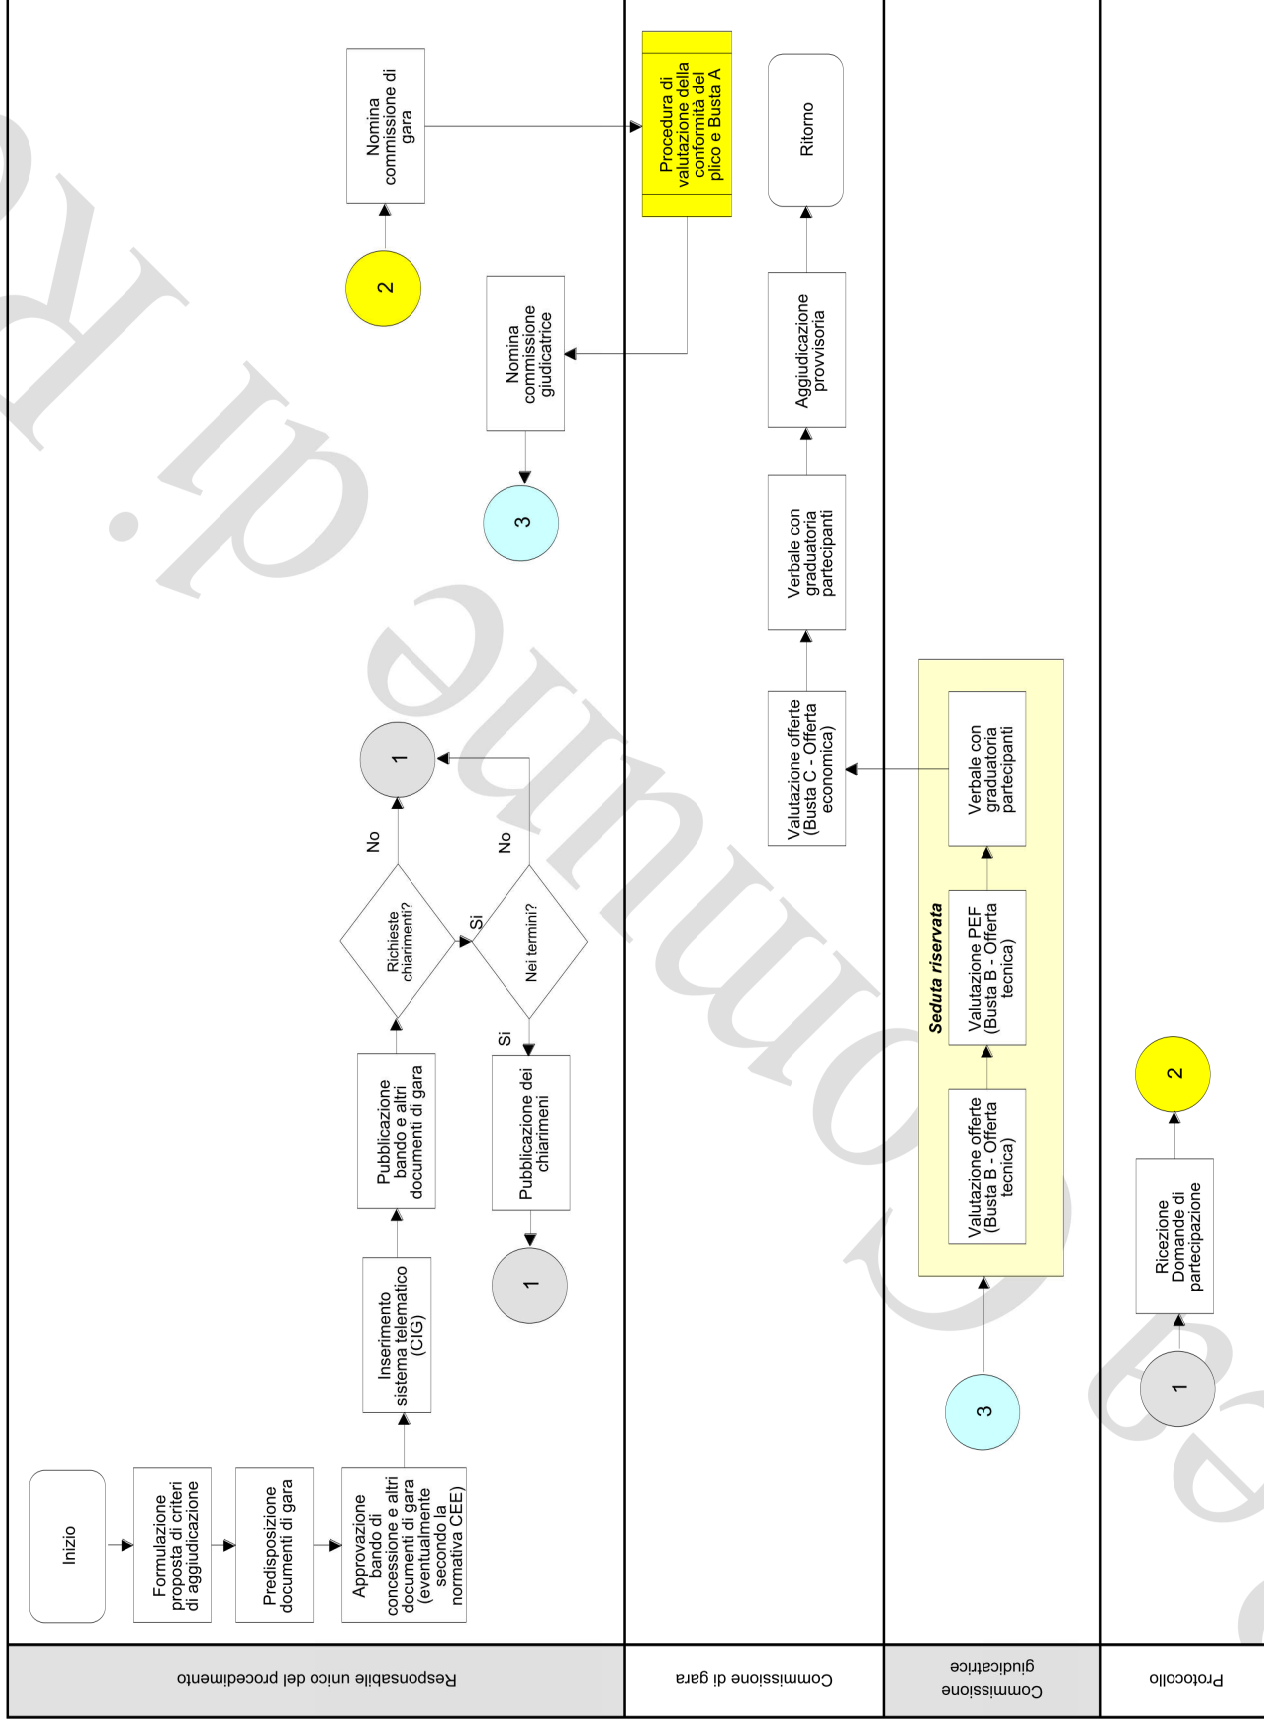 Responsabile unico del procedimento
Inizio
Formulazione
proposta di criteri
di aggiudicazione
Predisposizione
documenti di gara
Approvazione
bando di
concessione e altri
documenti di gara
(eventualmente
secondo la
normativa CEE)
Inserimento
sistema telematico
(CIG)
Pubblicazione
bando e altri
documenti di gara
Richieste
chiarimenti?
No
1
Si
Nei termini?
No
Si
Pubblicazione dei
chiarimeni
1
2
Nomina
commissione di
gara
Nomina
commissione
giudicatrice
3
Commissione di gara
Procedura di
valutazione della
conformità del
plico e Busta A
Valutazione offerte
(Busta C - Offerta
economica)
Verbale con
graduatoria
partecipanti
Aggiudicazione
provvisoria
Ritorno
Commissione
giudicatrice
3
Seduta riservata
Valutazione offerte
(Busta B - Offerta
tecnica)
Valutazione PEF
(Busta B - Offerta
tecnica)
Verbale con
graduatoria
partecipanti
Protocollo
1
Ricezione
Domande di
partecipazione
2
Comune di